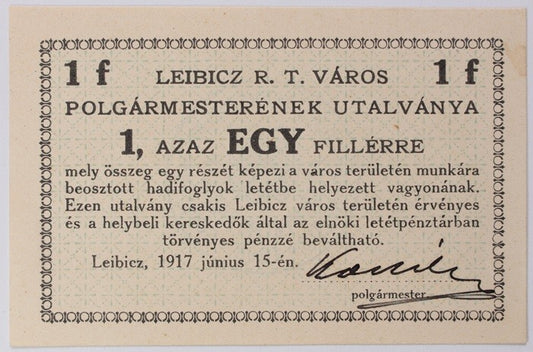 1 f LEIBICZ R. T. VÁROS 1 f
POLGÁRMESTERÉNEK UTALVÁNYA
1, AZAZ EGY FILLÉRRE
mely összeg egy részét képezi a város területén munkára
beosztott hadifoglyok letétbe helyezett vagyonának.
Ezen utalvány csakis Leibicz város területén érvényes
és a helybeli kereskedők által az elnöki letétpénztárban
törvényes pénzzé beváltható.
Leibicz, 1917 június 15-én.
polgármester